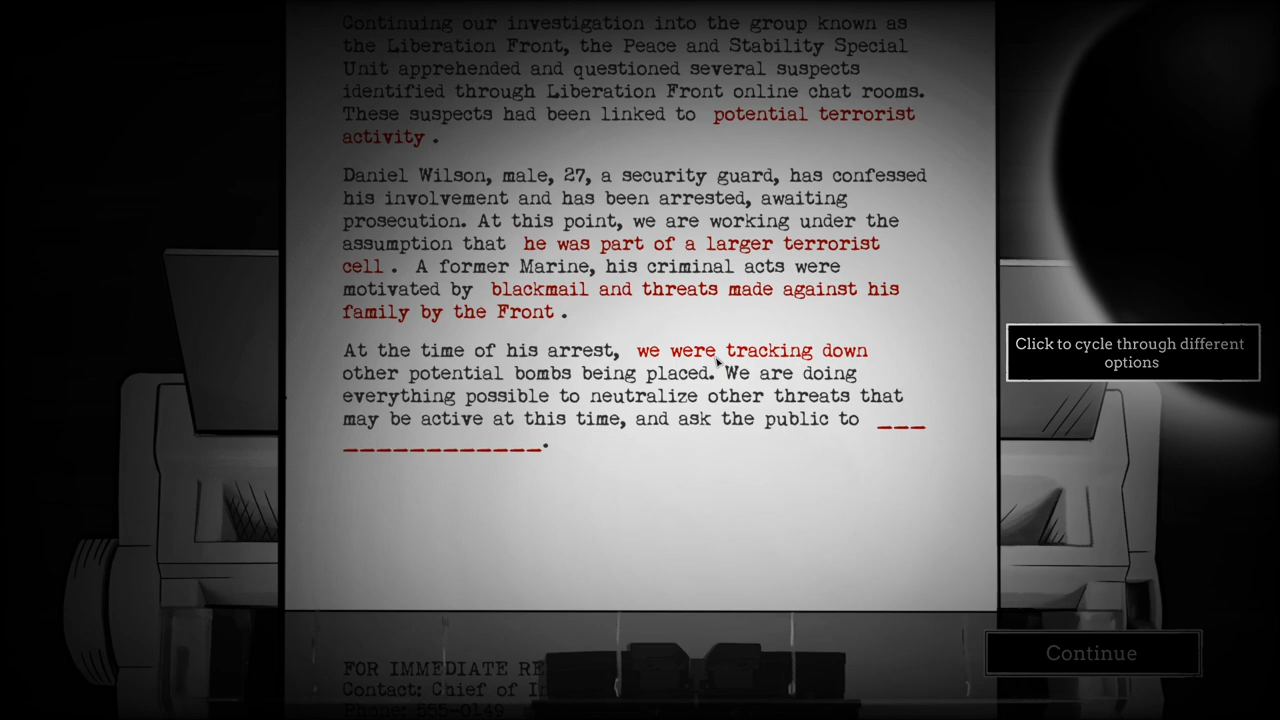 Continuing our investigation into the group known as
the Liberation Front, the Peace and Stability Special
Unit apprehended and questioned several suspects
identified through Liberation Front online chat rooms.
These suspects had been linked to potential terrorist
activity.
Daniel Wilson, male, 27, a security guard, has confessed
his involvement and has been arrested, awaiting
prosecution. At this point, we are working under the
assumption that he was part of a larger terrorist
cell. A former Marine, his criminal acts were
motivated by blackmail and threats made against his
family by the Front.
At the time of his arrest, we were tracking down
other potential bombs being placed. We are doing
everything possible to neutralize other threats that
may be active at this time, and ask the public to ___
____________.
Click to cycle through different
options
Continue
FOR IMMEDIATE RE
Contact: Chief of In
Phone: 555-0149